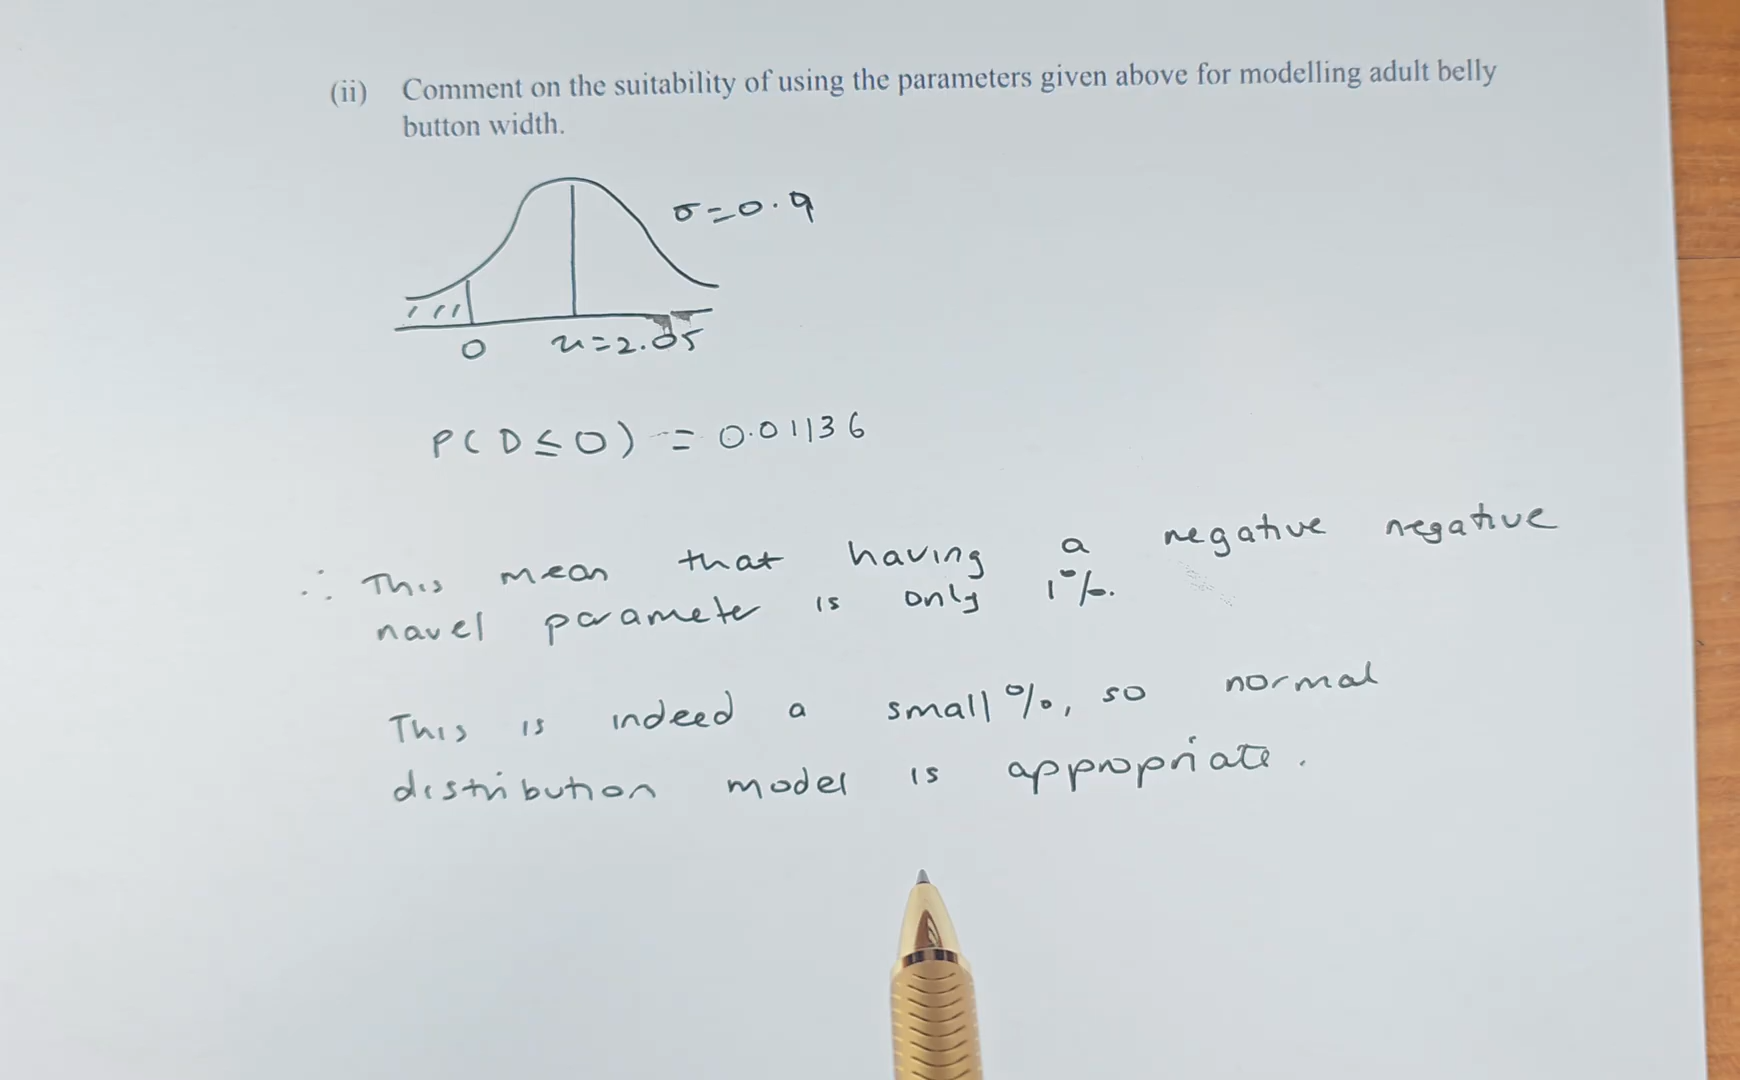 (ii) Comment on the suitability of using the parameters given above for modelling adult belly
button width.
σ=0.9
0 μ=2.05
P(D≤0) = 0.01136
∴ This mean that having a negative negative
navel parameter is only 1%.
This is indeed a small %, so normal
distribution model is appropriate.